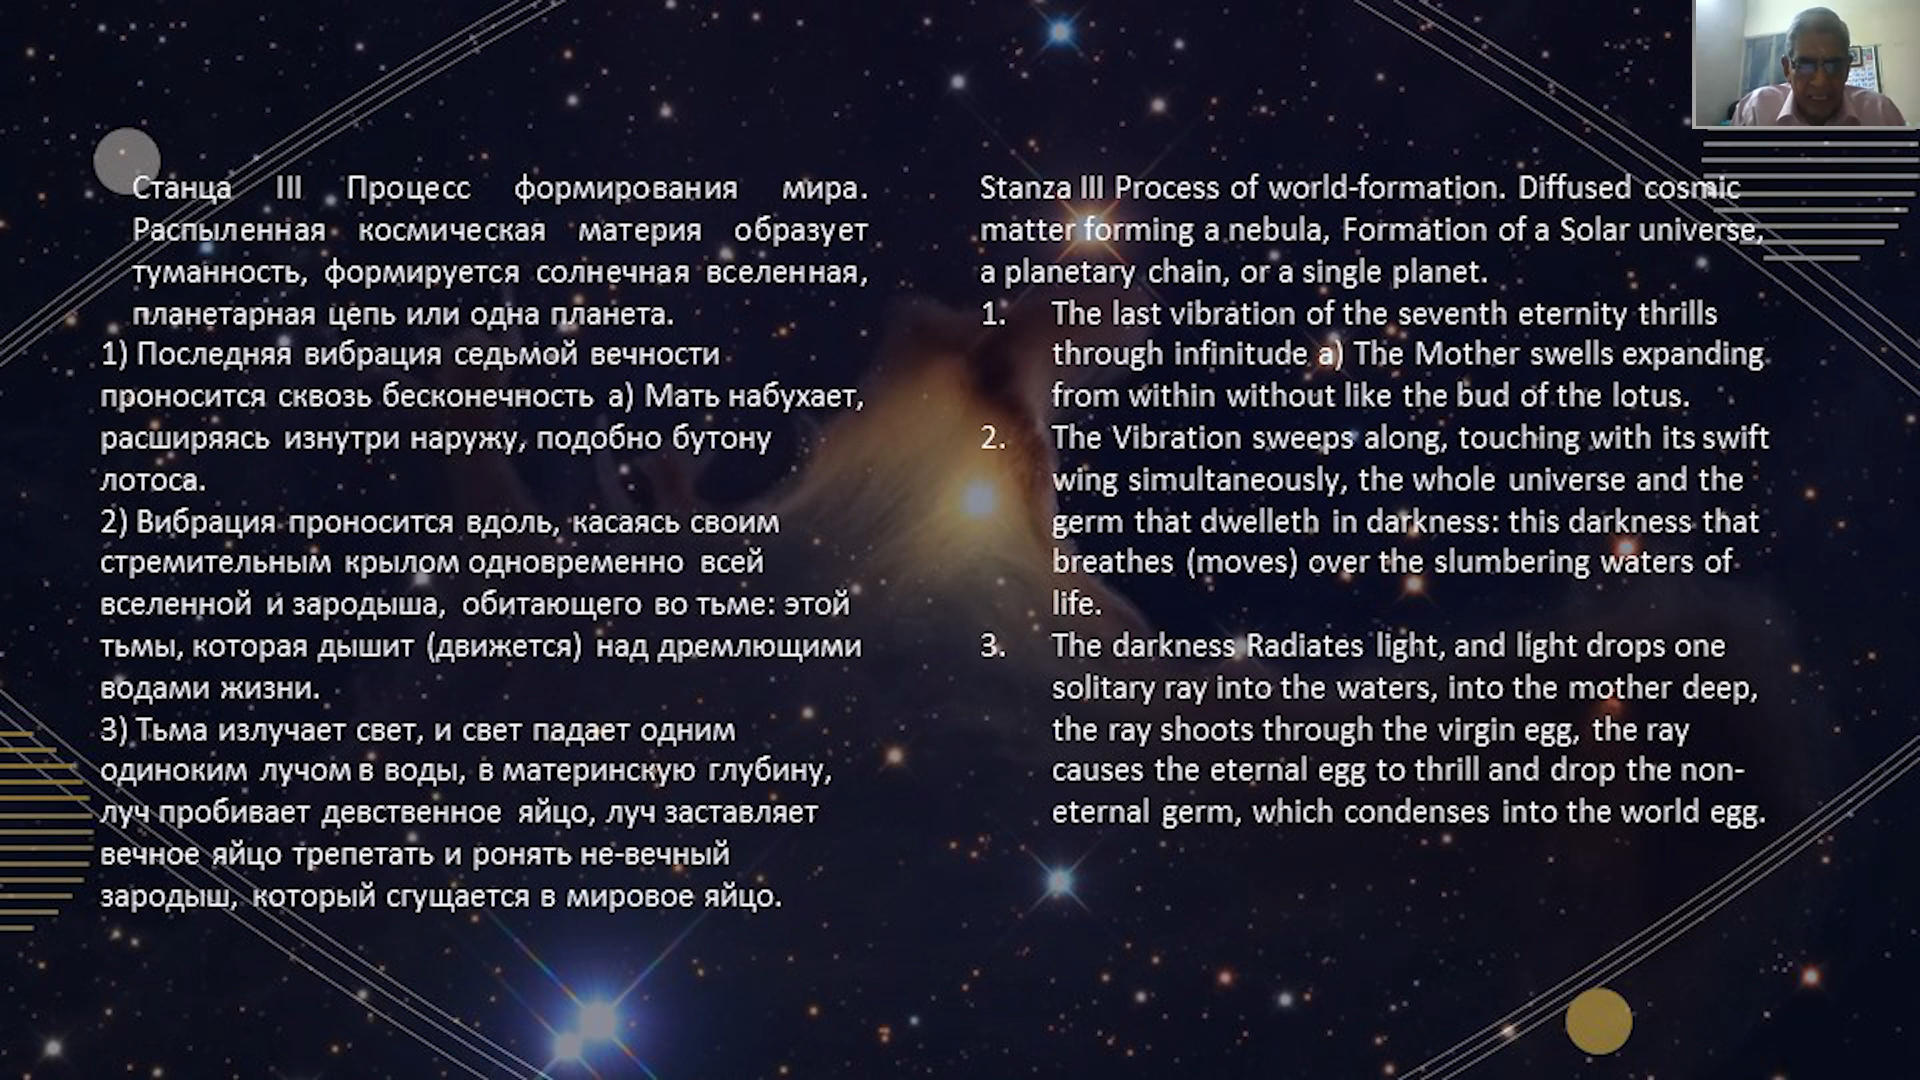 Станца III Процесс формирования мира.
Распыленная космическая материя образует
туманность, формируется солнечная вселенная,
планетарная цепь или одна планета.
1) Последняя вибрация седьмой вечности
проносится сквозь бесконечность а) Мать набухает,
расширяясь изнутри наружу, подобно бутону
лотоса.
2) Вибрация проносится вдоль, касаясь своим
стремительным крылом одновременно всей
вселенной и зародыша, обитающего во тьме: этой
тьмы, которая дышит (движется) над дремлющими
водами жизни.
3) Тьма излучает свет, и свет падает одним
одиноким лучом в воды, в материнскую глубину,
луч пробивает девственное яйцо, луч заставляет
вечное яйцо трепетать и ронять не-вечный
зародыш, который сгущается в мировое яйцо.
Stanza III Process of world-formation. Diffused cosmic
matter forming a nebula, Formation of a Solar universe,
a planetary chain, or a single planet.
1. The last vibration of the seventh eternity thrills
through infinitude a) The Mother swells expanding
from within without like the bud of the lotus.
2. The Vibration sweeps along, touching with its swift
wing simultaneously, the whole universe and the
germ that dwelleth in darkness: this darkness that
breathes (moves) over the slumbering waters of
life.
3. The darkness Radiates light, and light drops one
solitary ray into the waters, into the mother deep,
the ray shoots through the virgin egg, the ray
causes the eternal egg to thrill and drop the non-
eternal germ, which condenses into the world egg.